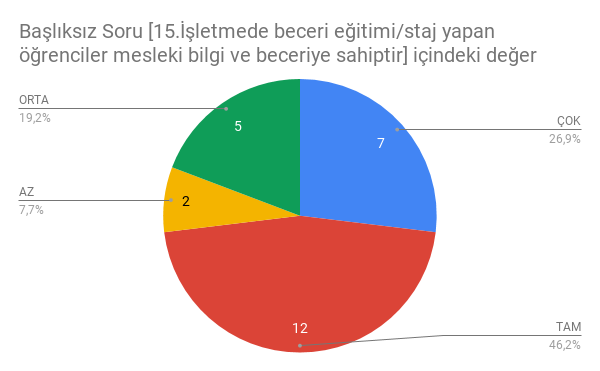 Başlıksız Soru [15.İşletmede beceri eğitimi/staj yapan
öğrenciler mesleki bilgi ve beceriye sahiptir] içindeki değer
ORTA
19,2%
5
ÇOK
26,9%
7
AZ
7,7%
2
12
TAM
46,2%